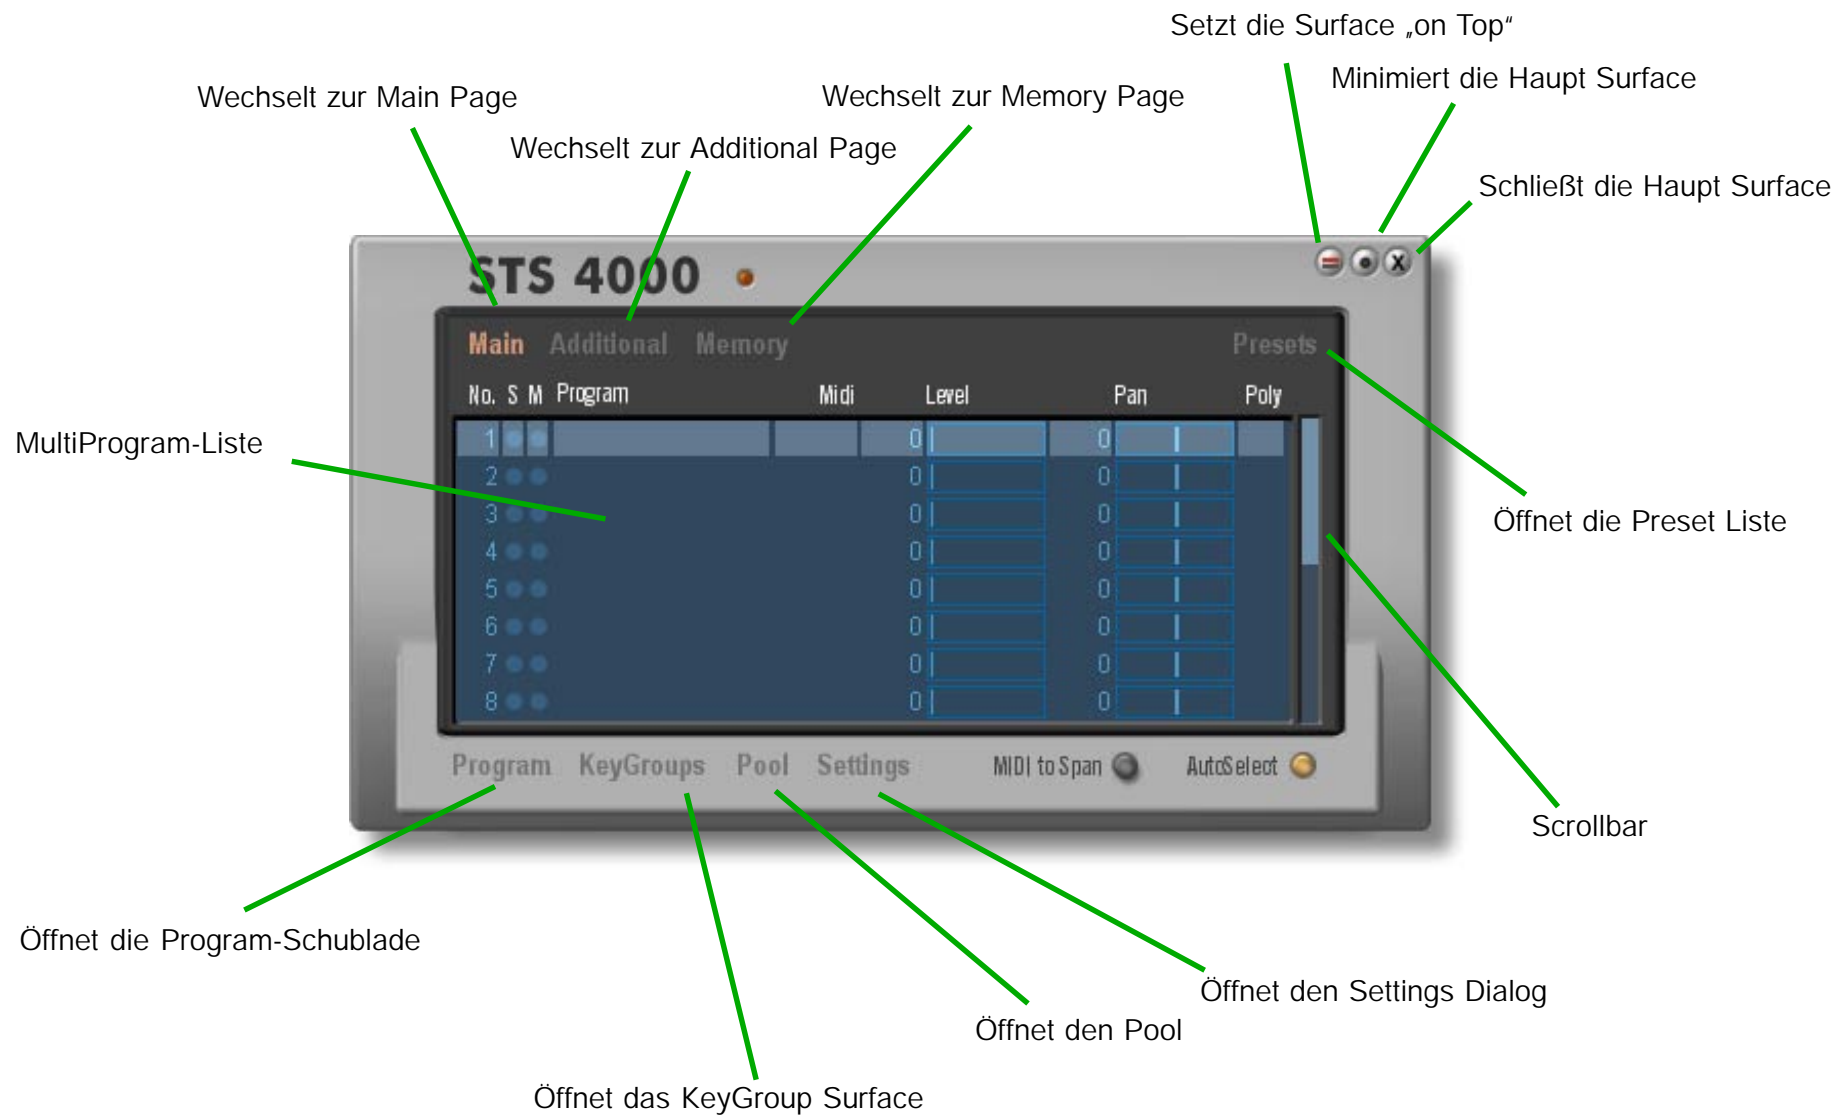 Setzt die Surface „on Top“
Minimiert die Haupt Surface
Wechselt zur Main Page
Wechselt zur Memory Page
Wechselt zur Additional Page
Schließt die Haupt Surface
STS 4000
X
Main Additional Memory Presets
No. S M Program Midi Level Pan Poly
1 0 0
2 0 0
3 0 0
4 0 0
5 0 0
6 0 0
7 0 0
8 0 0
MultiProgram-Liste
Öffnet die Preset Liste
Program KeyGroups Pool Settings MIDI to Span AutoSelect
Scrollbar
Öffnet die Program-Schublade
Öffnet den Settings Dialog
Öffnet den Pool
Öffnet das KeyGroup Surface